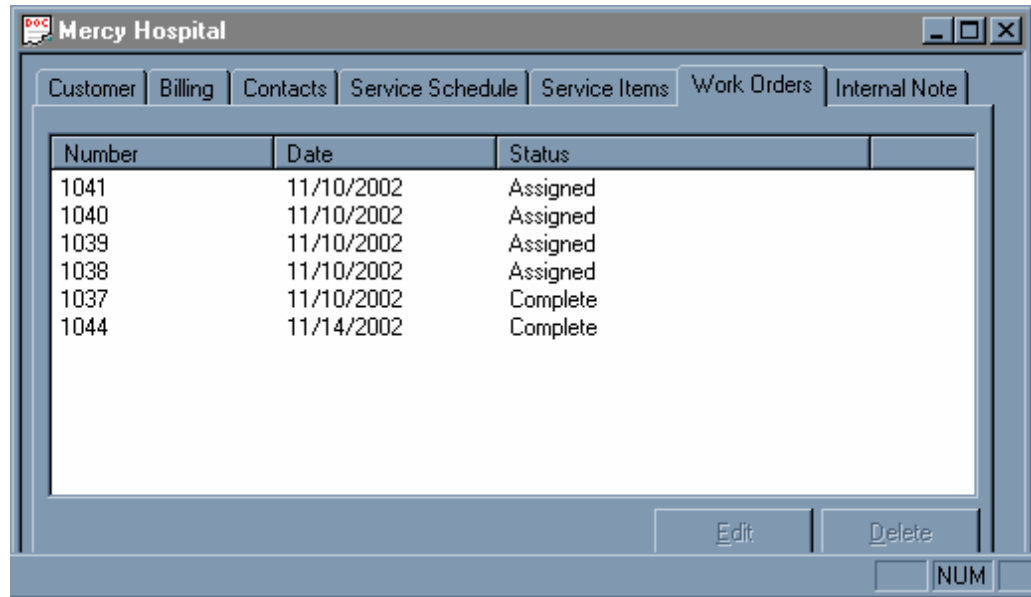 DOC Mercy Hospital
Customer Billing Contacts Service Schedule Service Items Work Orders Internal Note
Number Date Status
1041 11/10/2002 Assigned
1040 11/10/2002 Assigned
1039 11/10/2002 Assigned
1038 11/10/2002 Assigned
1037 11/10/2002 Complete
1044 11/14/2002 Complete
Edit Delete
NUM